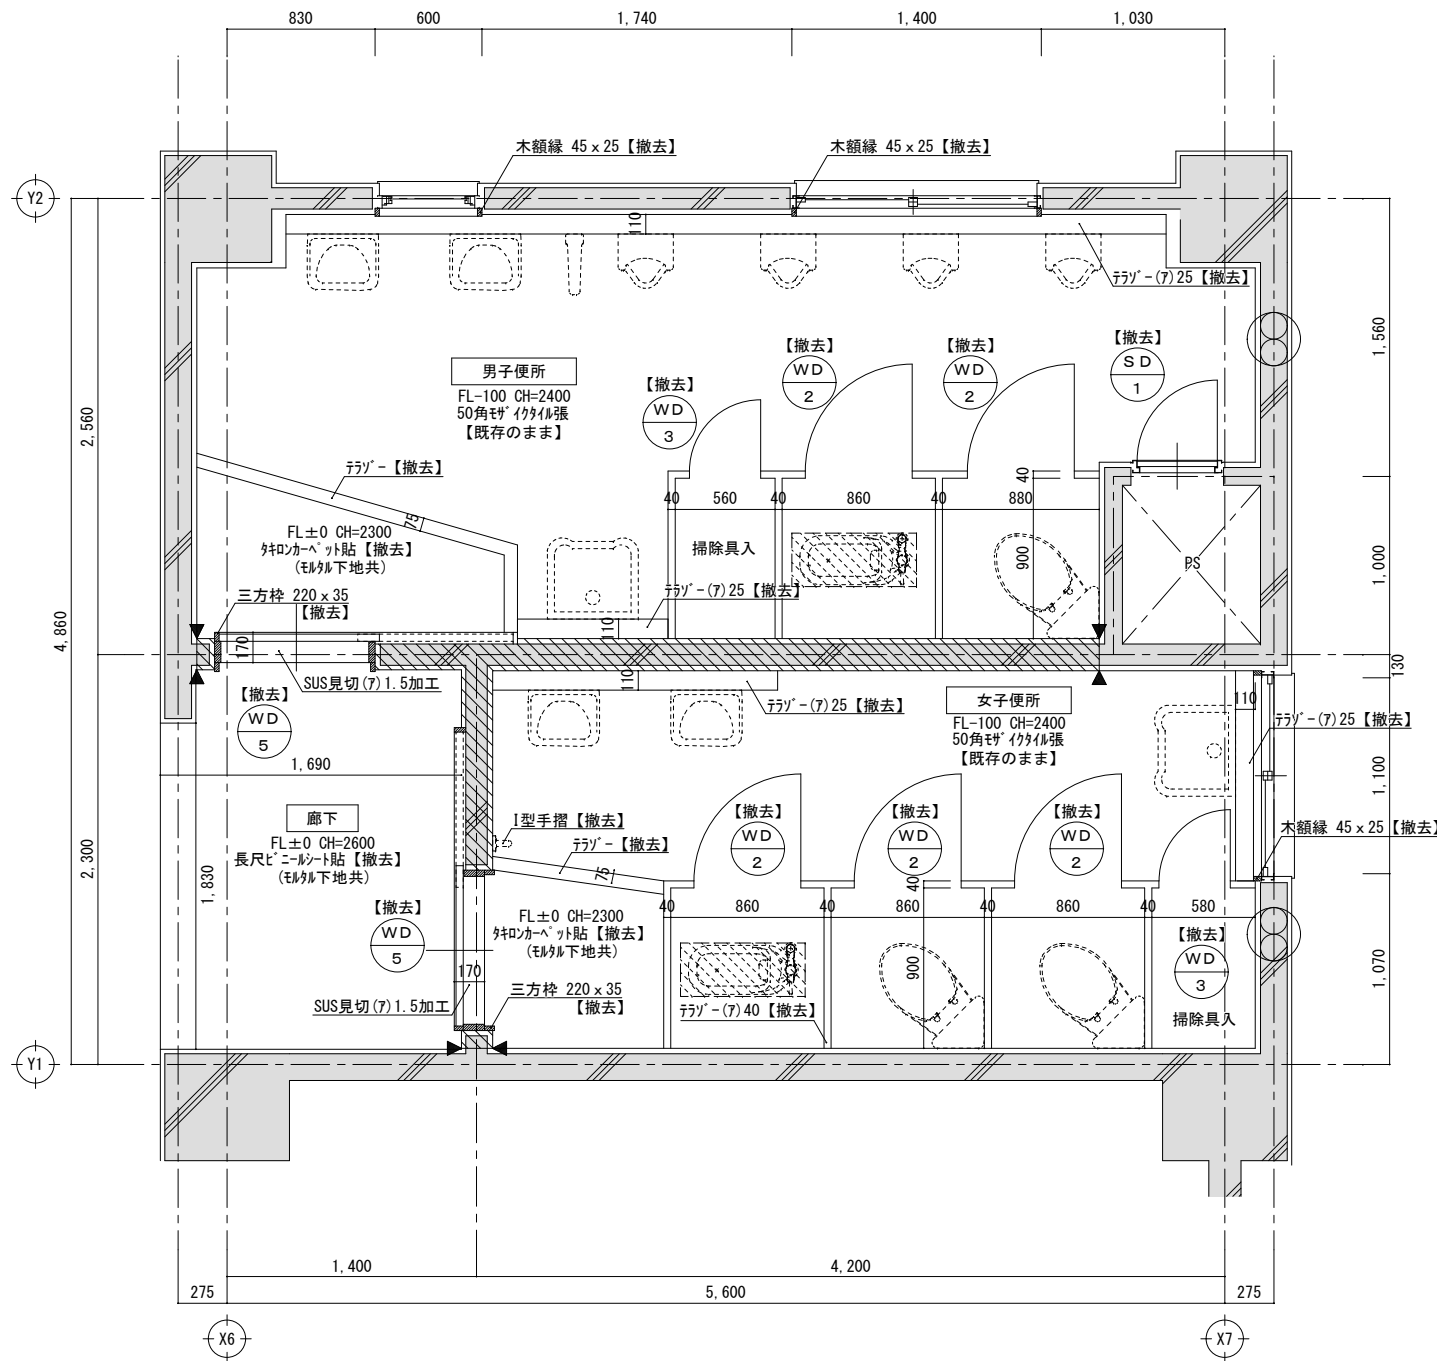 830
600
1,740
1,400
1,030
木額縁 45 x 25【撤去】
木額縁 45 x 25【撤去】
Y2
110
ﾃﾗｿﾞｰ(ｱ)25【撤去】
1,560
2,560
男子便所
FL-100 CH=2400
50角ﾓｻﾞｲｸﾀｲﾙ張
【既存のまま】
【撤去】
WD
3
【撤去】
WD
2
【撤去】
WD
2
【撤去】
SD
1
ﾃﾗｿﾞｰ【撤去】
75
40
560
40
860
40
880
40
900
FL±0 CH=2300
ﾀｷﾛﾝｶｰﾍﾟｯﾄ貼【撤去】
(ﾓﾙﾀﾙ下地共)
掃除具入
PS
1,000
三方枠 220 x 35
【撤去】
ﾃﾗｿﾞｰ(ｱ)25【撤去】
110
170
4,860
130
SUS見切(ｱ)1.5加工
110
ﾃﾗｿﾞｰ(ｱ)25【撤去】
女子便所
FL-100 CH=2400
50角ﾓｻﾞｲｸﾀｲﾙ張
【既存のまま】
110
ﾃﾗｿﾞｰ(ｱ)25【撤去】
【撤去】
WD
5
1,690
1,100
廊下
FL±0 CH=2600
長尺ﾋﾞﾆｰﾙｼｰﾄ貼【撤去】
(ﾓﾙﾀﾙ下地共)
I型手摺【撤去】
ﾃﾗｿﾞｰ【撤去】
75
【撤去】
WD
2
【撤去】
WD
2
【撤去】
WD
2
木額縁 45 x 25【撤去】
2,300
1,830
【撤去】
WD
5
FL±0 CH=2300
ﾀｷﾛﾝｶｰﾍﾟｯﾄ貼【撤去】
(ﾓﾙﾀﾙ下地共)
40
860
40
860
40
860
40
580
40
900
【撤去】
WD
3
掃除具入
1,070
170
SUS見切(ｱ)1.5加工
三方枠 220 x 35
【撤去】
ﾃﾗｿﾞｰ(ｱ)40【撤去】
Y1
1,400
4,200
275
5,600
275
X6
X7